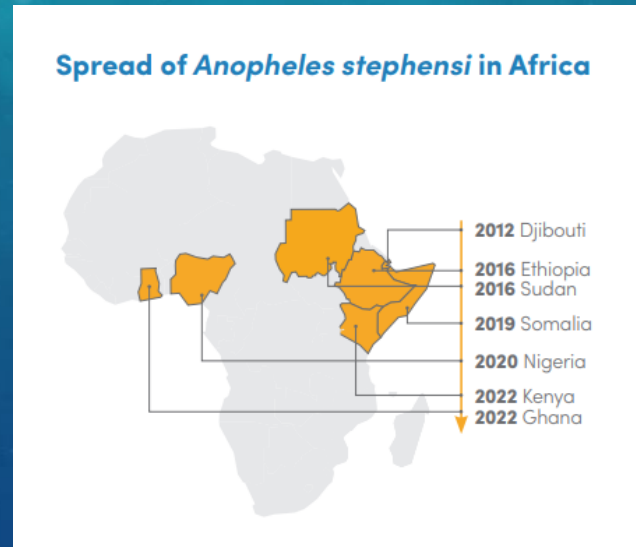 Spread of Anopheles stephensi in Africa
2012 Djibouti
2016 Ethiopia
2016 Sudan
2019 Somalia
2020 Nigeria
2022 Kenya
2022 Ghana